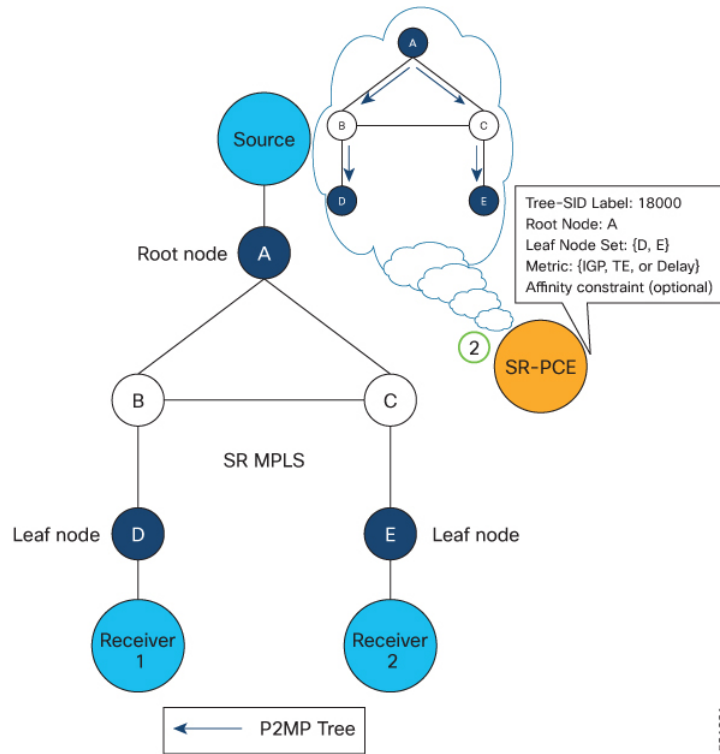 A
B
C
D
E
Source
Tree-SID Label: 18000
Root Node: A
Leaf Node Set: {D, E}
Metric: {IGP, TE, or Delay}
Affinity constraint (optional)
Root node
A
2
SR-PCE
B
C
SR MPLS
Leaf node
D
E
Leaf node
Receiver
1
Receiver
2
P2MP Tree